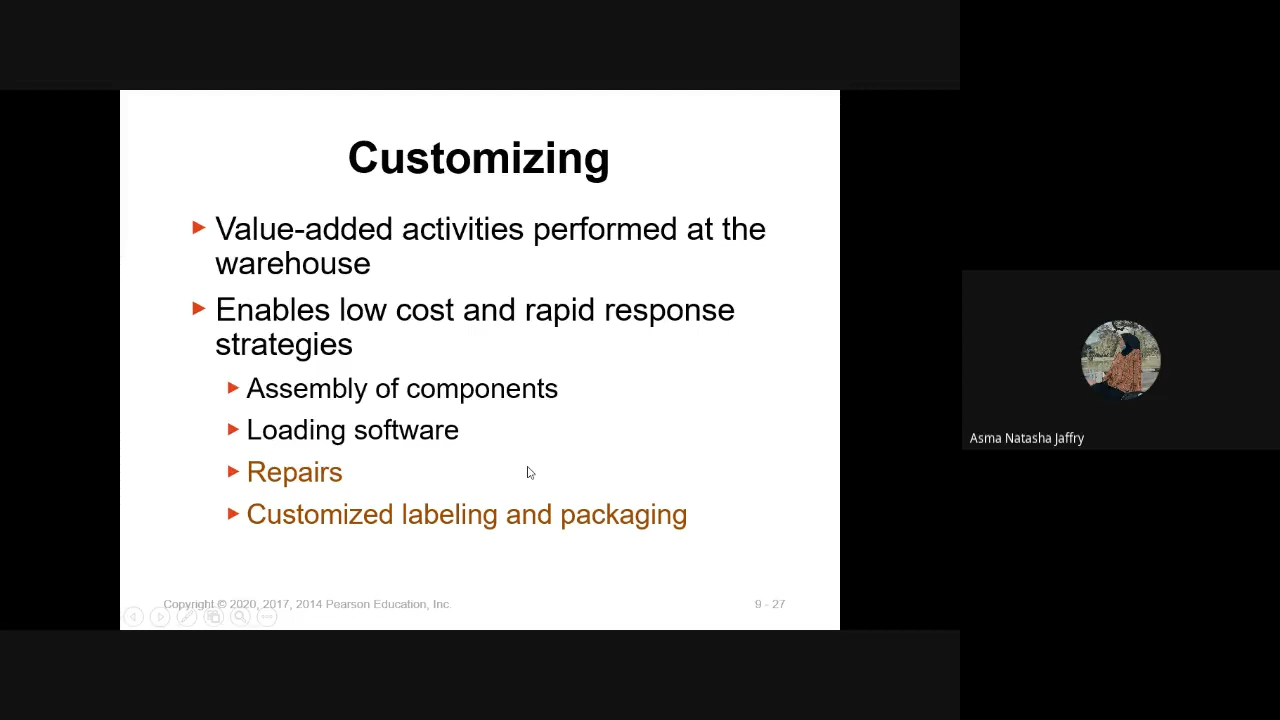 Customizing
Value-added activities performed at the
warehouse
Enables low cost and rapid response
strategies
Assembly of components
Loading software
Repairs
Customized labeling and packaging
Copyright © 2020, 2017, 2014 Pearson Education, Inc.
9 - 27
Asma Natasha Jaffry